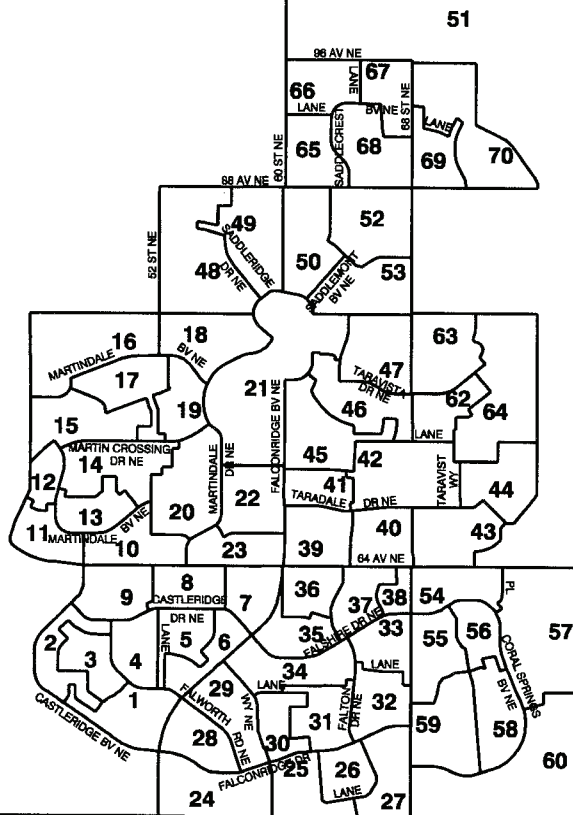 51
96 AV NE
LANE
67
66
LANE
BV NE
68 ST NE
LANE
60 ST NE
65
SADDLECREST
68
69
70
68 AV NE
49
52
52 ST NE
SADDLERIDGE
DR NE
48
50
SADDLEMONT
BV NE
53
18
BV NE
16
MARTINDALE
17
47
63
TARAVISTA
DR NE
21
FALCONRIDGE BV NE
46
62
64
15
19
MARTIN CROSSING
DR NE
14
MARTINDALE
DR NE
45
42
LANE
12
41
TARADALE
DR NE
TARAVIST
WY
44
13
BV NE
20
22
11
MARTINDALE
10
23
39
40
64 AV NE
43
9
8
CASTLERIDGE
DR NE
7
36
37
38
54
PL
57
2
3
4
LANE
5
6
35
FALSHIRE DR NE
33
55
56
CORAL SPRINGS
BV NE
1
CASTLERIDGE BV NE
29
FALWORTH
RD NE
WY NE
34
LANE
LANE
31
FALTON
DR NE
32
59
58
28
30
FALCONRIDGE DR
25
26
LANE
24
27
60